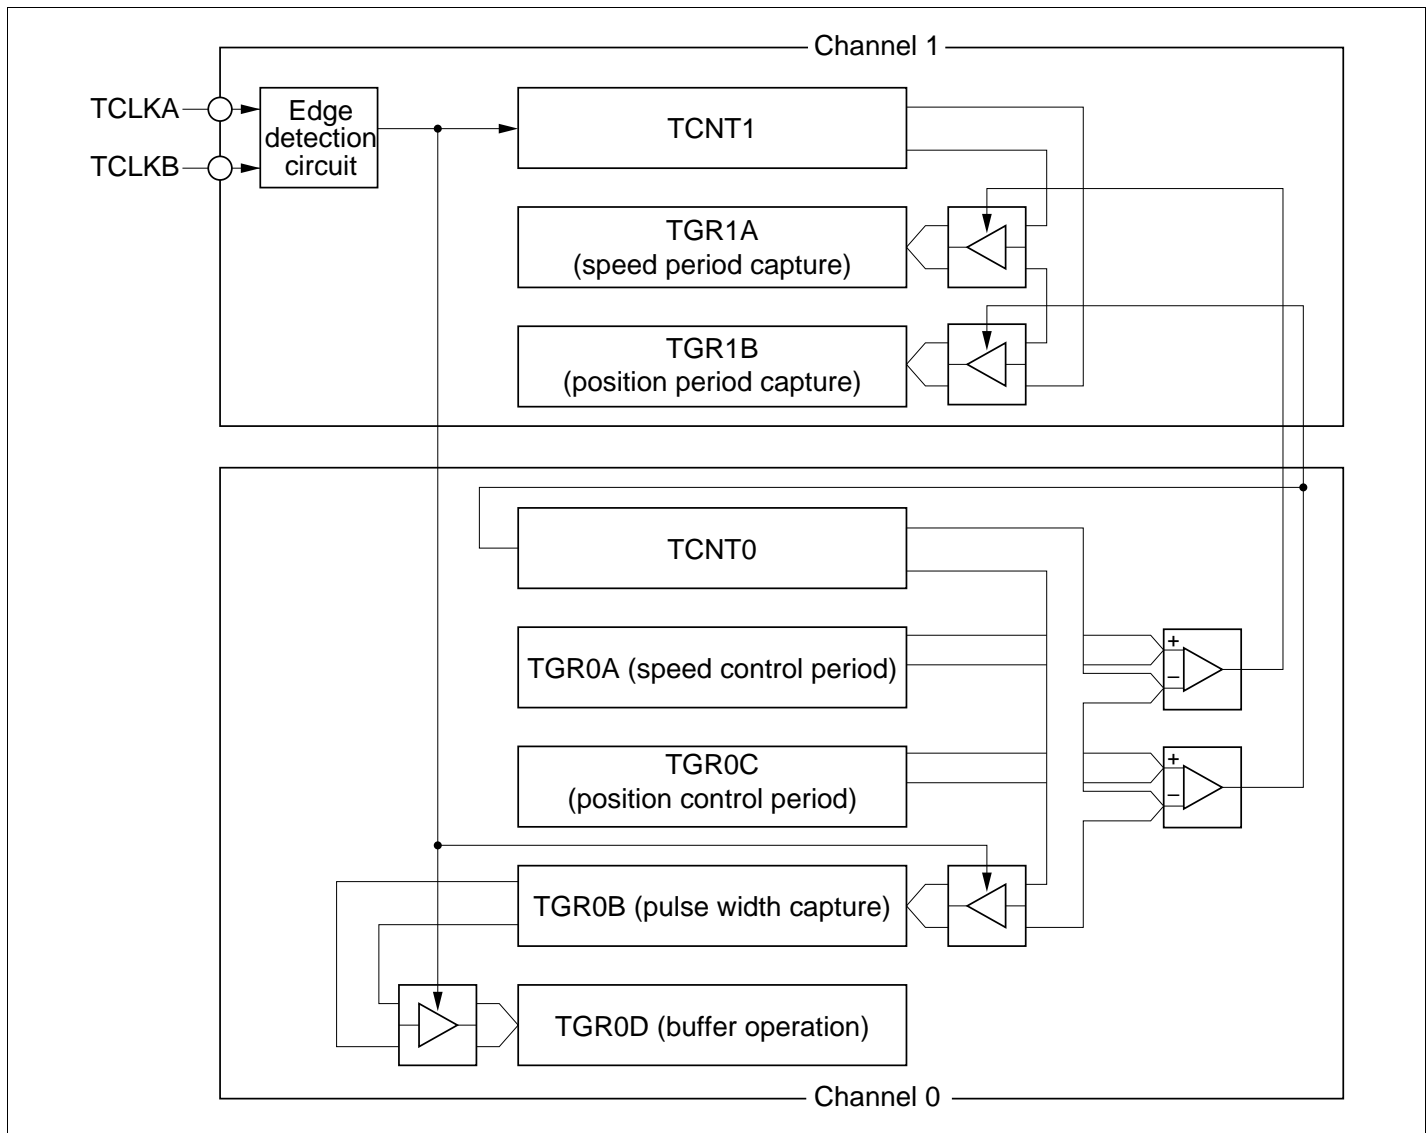 Channel 1
TCLKA
TCLKB
Edge
detection
circuit
TCNT1
TGR1A
(speed period capture)
TGR1B
(position period capture)
TCNT0
TGR0A (speed control period)
+
−
TGR0C
(position control period)
+
−
TGR0B (pulse width capture)
TGR0D (buffer operation)
Channel 0